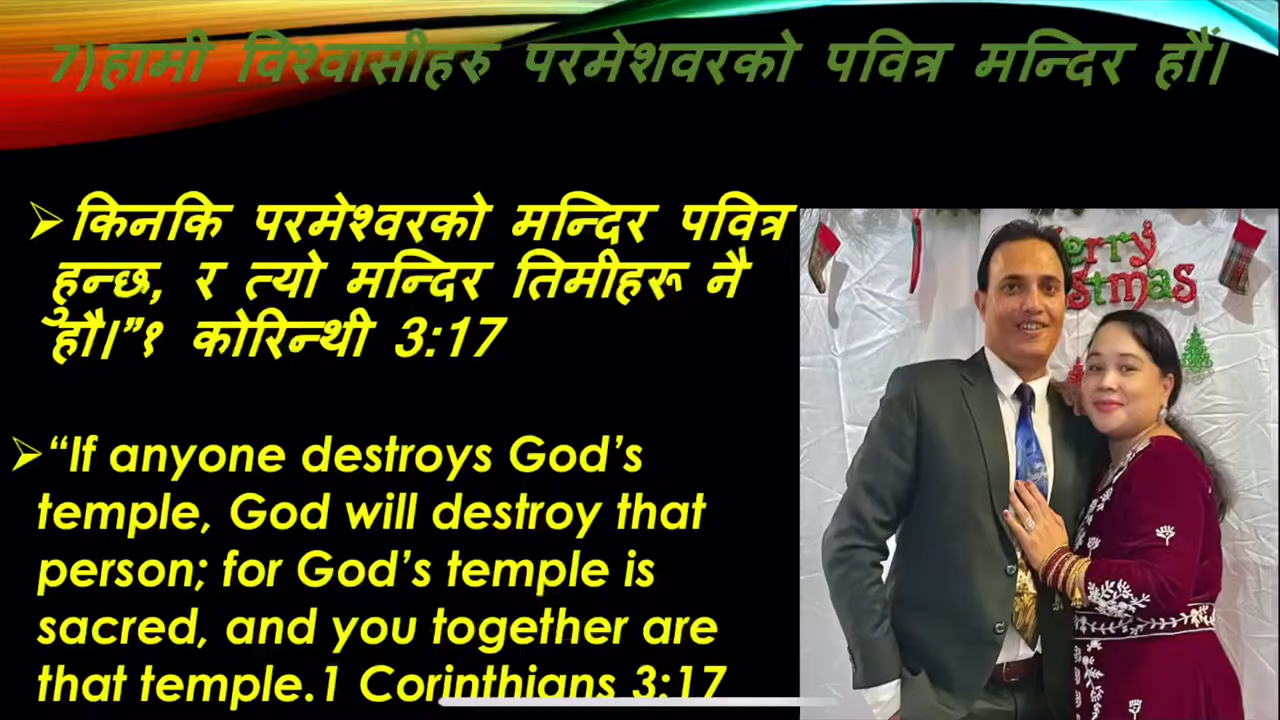 7)हामी विश्वासीहरु परमेशवरको पवित्र मन्दिर हौं।
किनकि परमेश्वरको मन्दिर पवित्र
हुन्छ, र त्यो मन्दिर तिमीहरू नै
हौ।”१ कोरिन्थी 3:17
“If anyone destroys God’s
temple, God will destroy that
person; for God’s temple is
sacred, and you together are
that temple.1 Corinthians 3:17
Merry
Christmas